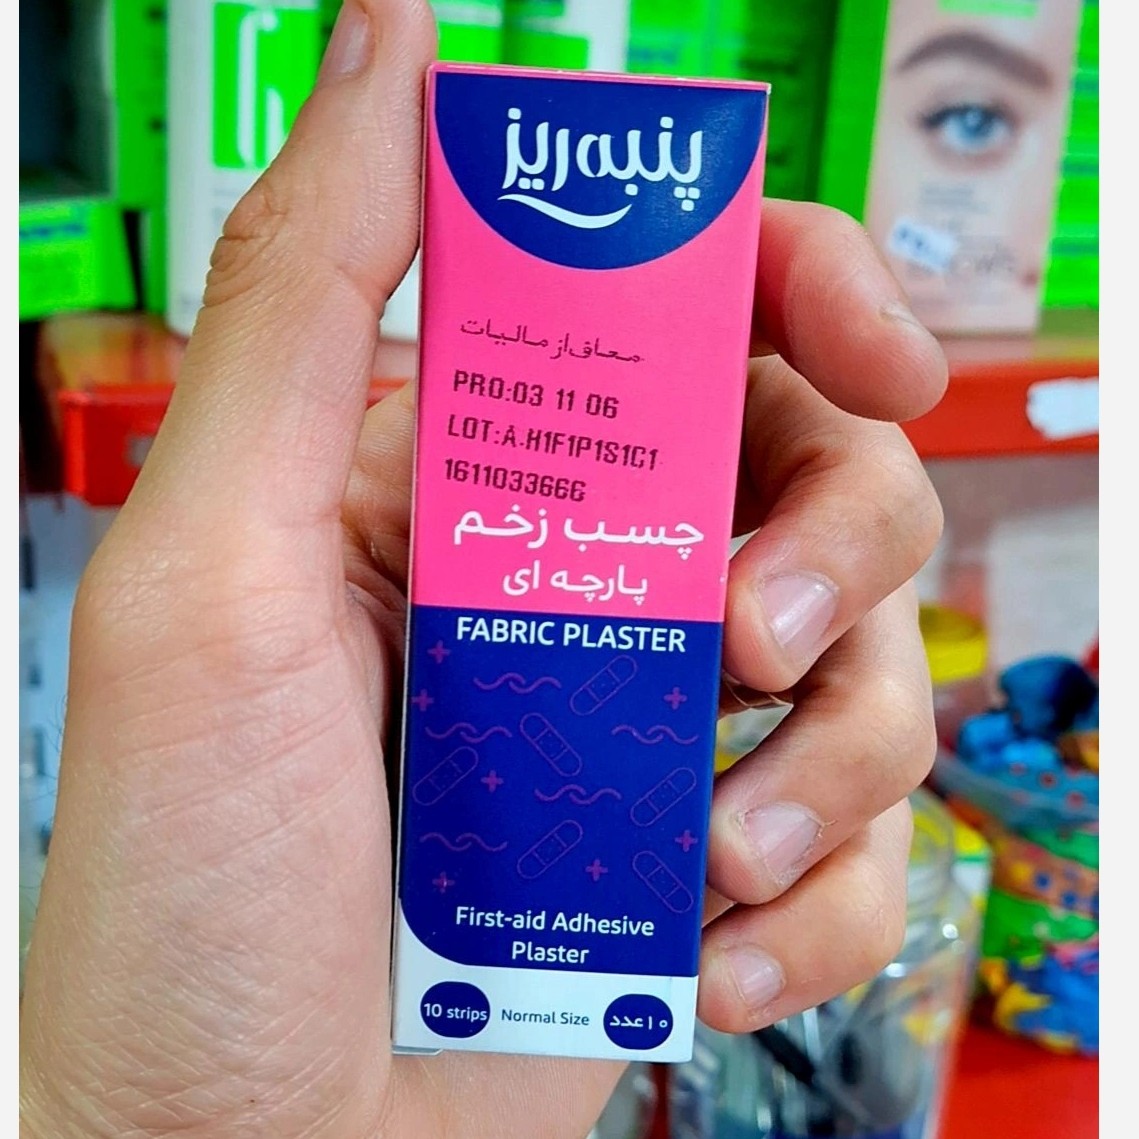 پنبه ریز
معاف از مالیات
PRO:03 11 06
LOT:A.H1F1P1S1C1
1611033666
چسب زخم
پارچه ای
FABRIC PLASTER
First-aid Adhesive
Plaster
10 strips Normal Size ۱۰ عدد